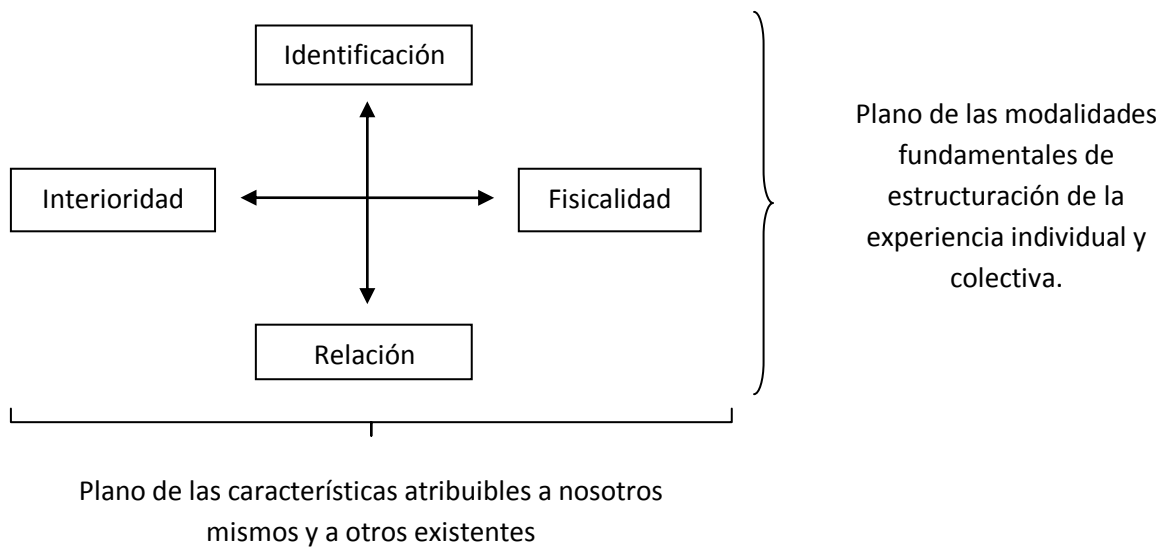 Identificación
Interioridad
Fisicalidad
Relación
Plano de las modalidades
fundamentales de
estructuración de la
experiencia individual y
colectiva.
Plano de las características atribuibles a nosotros
mismos y a otros existentes